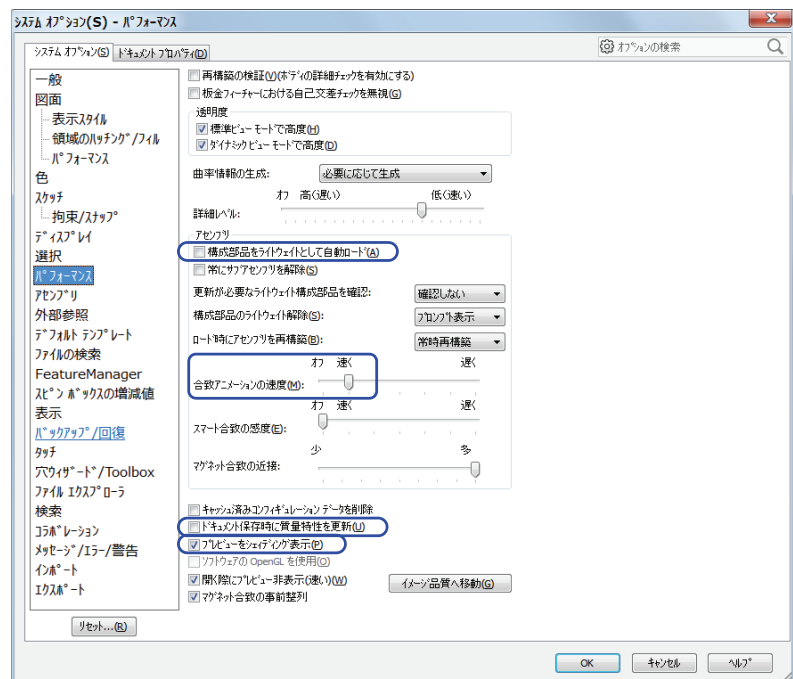 ｼｽﾃﾑ ｵﾌﾟｼｮﾝ(S) - ﾊﾟﾌｫｰﾏﾝｽ
ｼｽﾃﾑ ｵﾌﾟｼｮﾝ(S)
ﾄﾞｷｭﾒﾝﾄ ﾌﾟﾛﾊﾟﾃｨ(D)
ｵﾌﾟｼｮﾝの検索
一般
図面
表示ｽﾀｲﾙ
領域のﾊｯﾁﾝｸﾞ/ﾌｨﾙ
ﾊﾟﾌｫｰﾏﾝｽ
色
ｽｹｯﾁ
拘束/ｽﾅｯﾌﾟ
ﾃﾞｨｽﾌﾟﾚｲ
選択
ﾊﾟﾌｫｰﾏﾝｽ
ｱｾﾝﾌﾞﾘ
外部参照
ﾃﾞﾌｫﾙﾄ ﾃﾝﾌﾟﾚｰﾄ
ﾌｧｲﾙの検索
FeatureManager
ｽﾋﾟﾝ ﾎﾞｯｸｽの増減値
表示
ﾊﾞｯｸｱｯﾌﾟ/回復
ﾀｯﾁ
穴ｳｨｻﾞｰﾄﾞ/Toolbox
ﾌｧｲﾙ ｴｸｽﾌﾟﾛｰﾗ
検索
ｺﾗﾎﾞﾚｰｼｮﾝ
ﾒｯｾｰｼﾞ/ｴﾗｰ/警告
ｲﾝﾎﾟｰﾄ
ｴｸｽﾎﾟｰﾄ
ﾘｾｯﾄ...(R)
再構築の検証(V)(ﾎﾞﾃﾞｨの詳細ﾁｪｯｸを有効にする)
板金ﾌｨｰﾁｬｰにおける自己交差ﾁｪｯｸを無視(G)
透明度
標準ﾋﾞｭｰ ﾓｰﾄﾞで高度(H)
ﾀﾞｲﾅﾐｯｸ ﾋﾞｭｰ ﾓｰﾄﾞで高度(D)
曲率情報の生成: 必要に応じて生成
オフ 高(遅い) 低(速い)
詳細ﾚﾍﾞﾙ:
ｱｾﾝﾌﾞﾘ
構成部品をﾗｲﾄｳｪｲﾄとして自動ﾛｰﾄﾞ(A)
常にｻﾌﾞｱｾﾝﾌﾞﾘを解除(S)
更新が必要なﾗｲﾄｳｪｲﾄ構成部品を確認: 確認しない
構成部品のﾗｲﾄｳｪｲﾄ解除(S): ﾌﾟﾛﾝﾌﾟﾄ表示
ﾛｰﾄﾞ時にｱｾﾝﾌﾞﾘを再構築(B): 常時再構築
オフ 速く 遅く
合致ｱﾆﾒｰｼｮﾝの速度(M):
オフ 速く 遅く
ｽﾏｰﾄ合致の感度(E):
少 多
ﾏｸﾞﾈｯﾄ合致の近接:
ｷｬｯｼｭ済みｺﾝﾌｨｷﾞｭﾚｰｼｮﾝ ﾃﾞｰﾀを削除
ﾄﾞｷｭﾒﾝﾄ保存時に質量特性を更新(U)
ﾌﾟﾚﾋﾞｭｰをｼｪｲﾃﾞｨﾝｸﾞ表示(P)
ｿﾌﾄｳｪｱの OpenGL を使用(O)
開く際にﾌﾟﾚﾋﾞｭｰ非表示(速い)(W)
ｲﾒｰｼﾞ品質へ移動(G)
ﾏｸﾞﾈｯﾄ合致の事前整列
OK
ｷｬﾝｾﾙ
ﾍﾙﾌﾟ